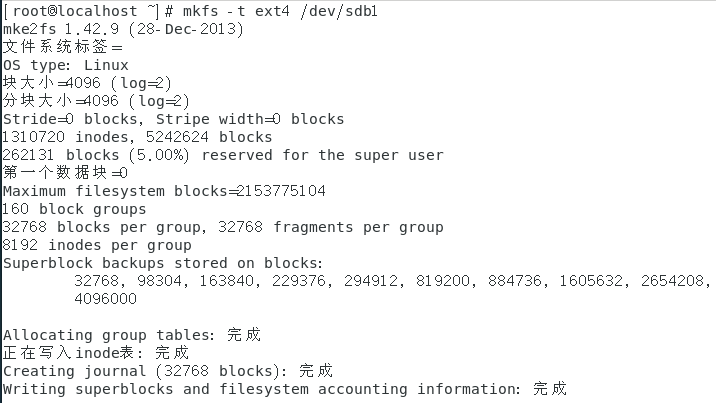 [root@localhost ~]# mkfs -t ext4 /dev/sdb1
mke2fs 1.42.9 (28-Dec-2013)
文件系统标签=
OS type: Linux
块大小=4096 (log=2)
分块大小=4096 (log=2)
Stride=0 blocks, Stripe width=0 blocks
1310720 inodes, 5242624 blocks
262131 blocks (5.00%) reserved for the super user
第一个数据块=0
Maximum filesystem blocks=2153775104
160 block groups
32768 blocks per group, 32768 fragments per group
8192 inodes per group
Superblock backups stored on blocks:
32768, 98304, 163840, 229376, 294912, 819200, 884736, 1605632, 2654208,
4096000
Allocating group tables: 完成
正在写入inode表: 完成
Creating journal (32768 blocks): 完成
Writing superblocks and filesystem accounting information: 完成